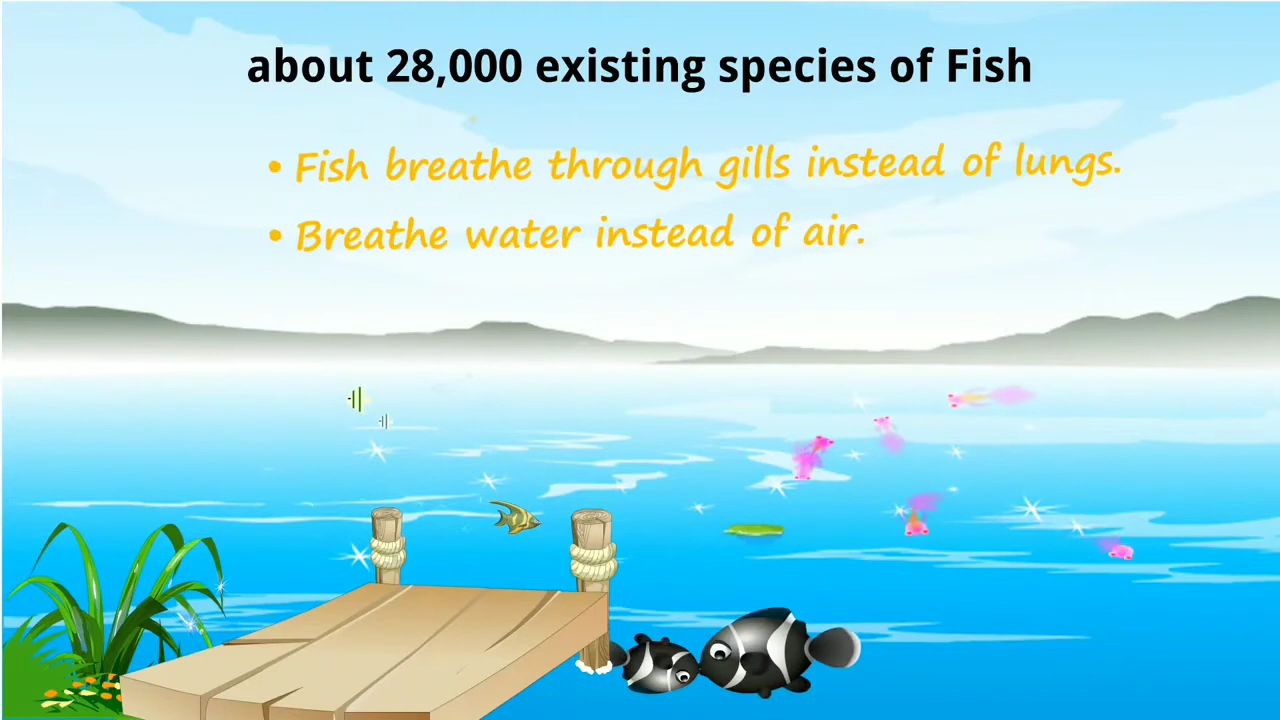 about 28,000 existing species of Fish
• Fish breathe through gills instead of lungs.
• Breathe water instead of air.